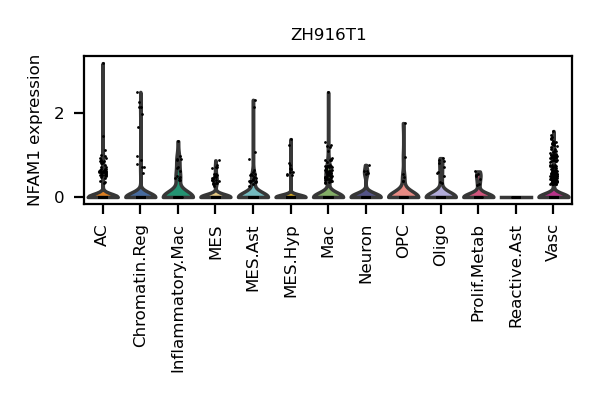 ZH916T1
NFAM1 expression
2
0
AC
Chromatin.Reg
Inflammatory.Mac
MES
MES.Ast
MES.Hyp
Mac
Neuron
OPC
Oligo
Prolif.Metab
Reactive.Ast
Vasc